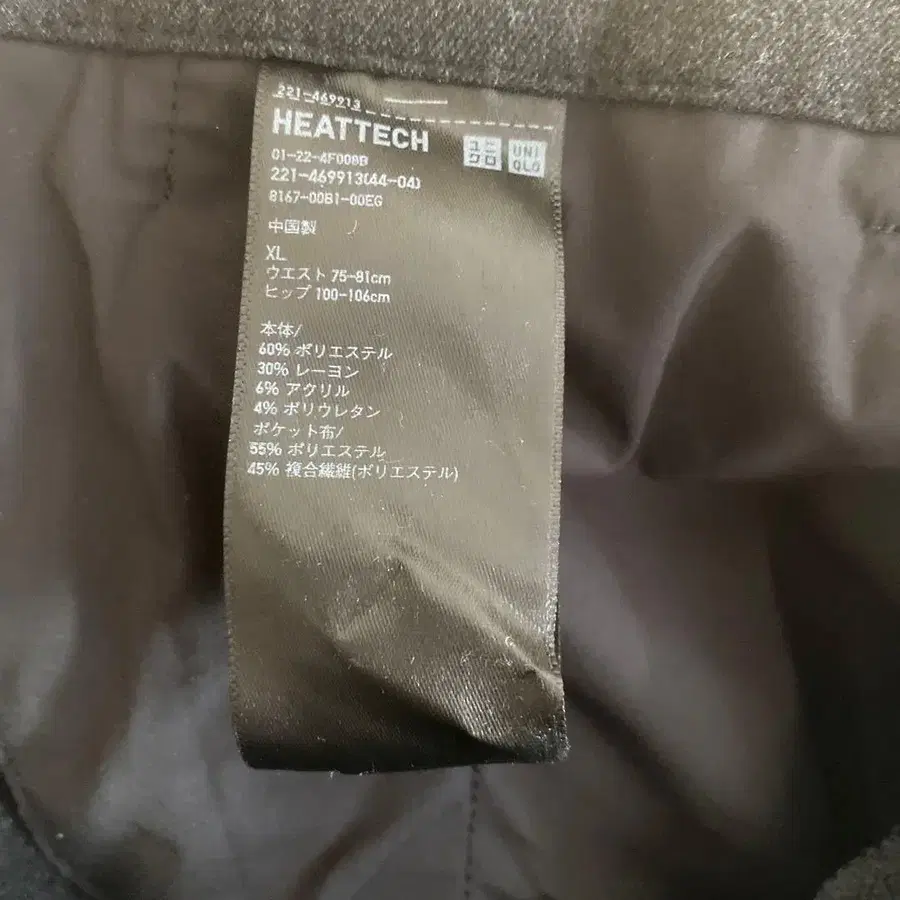 221-469913
HEATTECH
ユニクロ
UNIQLO
01-22-4F008B
221-469913(44-04)
8167-00B1-00EG
中国製
XL
ウエスト 75-81cm
ヒップ 100-106cm
本体/
60% ポリエステル
30% レーヨン
6% アクリル
4% ポリウレタン
ポケット布/
55% ポリエステル
45% 複合繊維(ポリエステル)